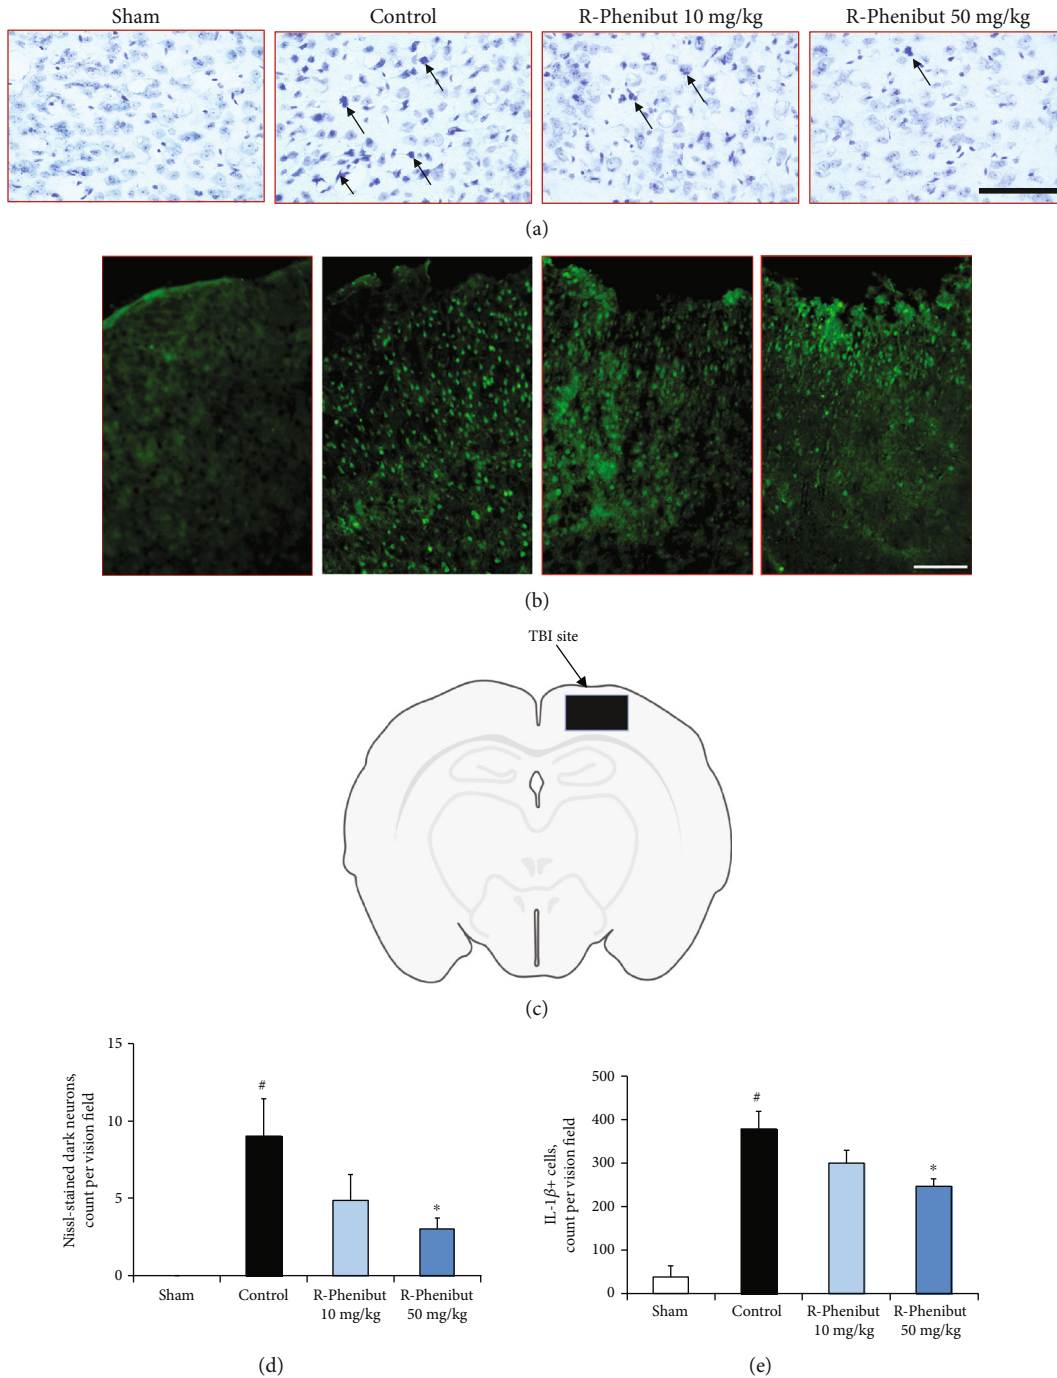 Sham
Control
R-Phenibut 10 mg/kg
R-Phenibut 50 mg/kg
(a)
(b)
TBI site
(c)
Nissl-stained dark neurons,
count per vision field
15
10
5
0
#
*
Sham
Control
R-Phenibut
10 mg/kg
R-Phenibut
50 mg/kg
(d)
IL-1β+ cells,
count per vision field
500
400
300
200
100
0
#
*
Sham
Control
R-Phenibut
10 mg/kg
R-Phenibut
50 mg/kg
(e)